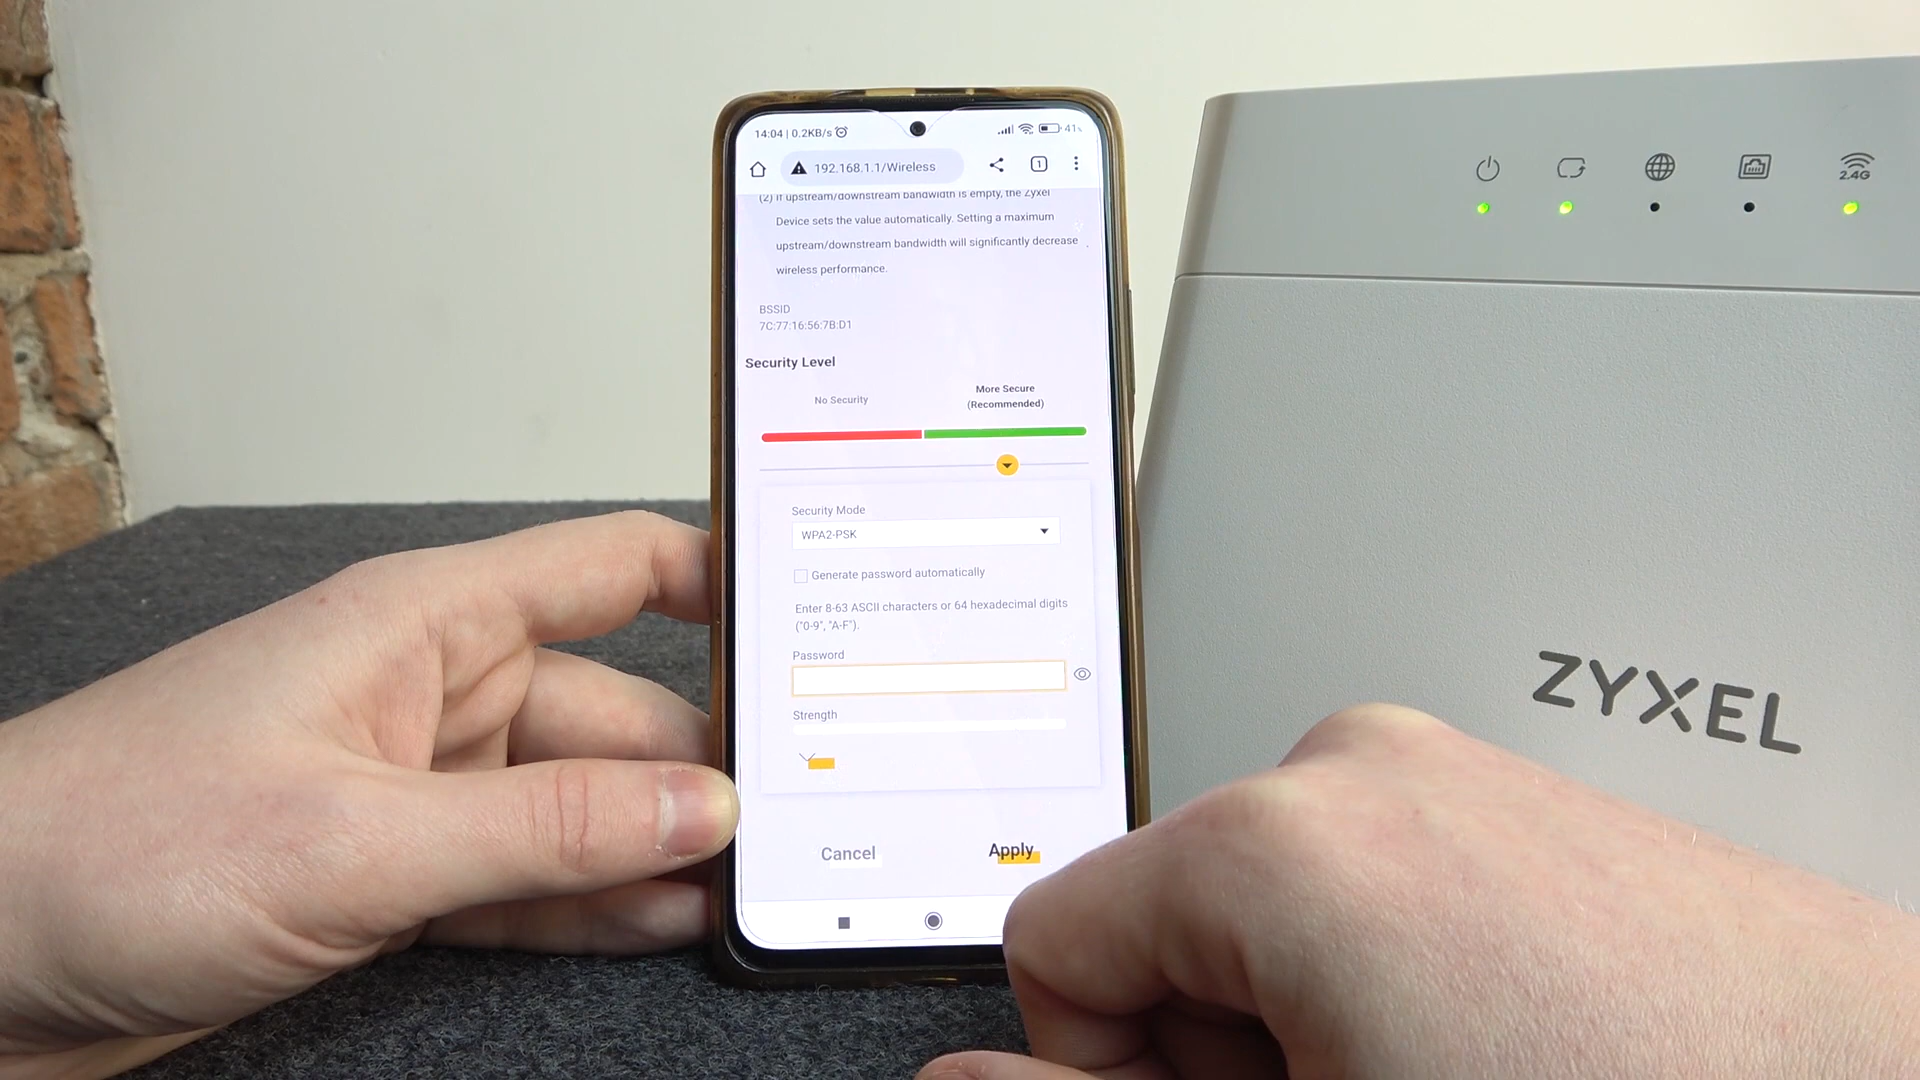 14:04 | 0.2KB/s
41%
192.168.1.1/Wireless
1
(2) If upstream/downstream bandwidth is empty, the Zyxel
Device sets the value automatically. Setting a maximum
upstream/downstream bandwidth will significantly decrease
wireless performance.
BSSID
7C:77:16:56:7B:D1
Security Level
No Security
More Secure
(Recommended)
Security Mode
WPA2-PSK
Generate password automatically
Enter 8-63 ASCII characters or 64 hexadecimal digits
("0-9", "A-F").
Password
Strength
Cancel
Apply
2.4G
ZYXEL